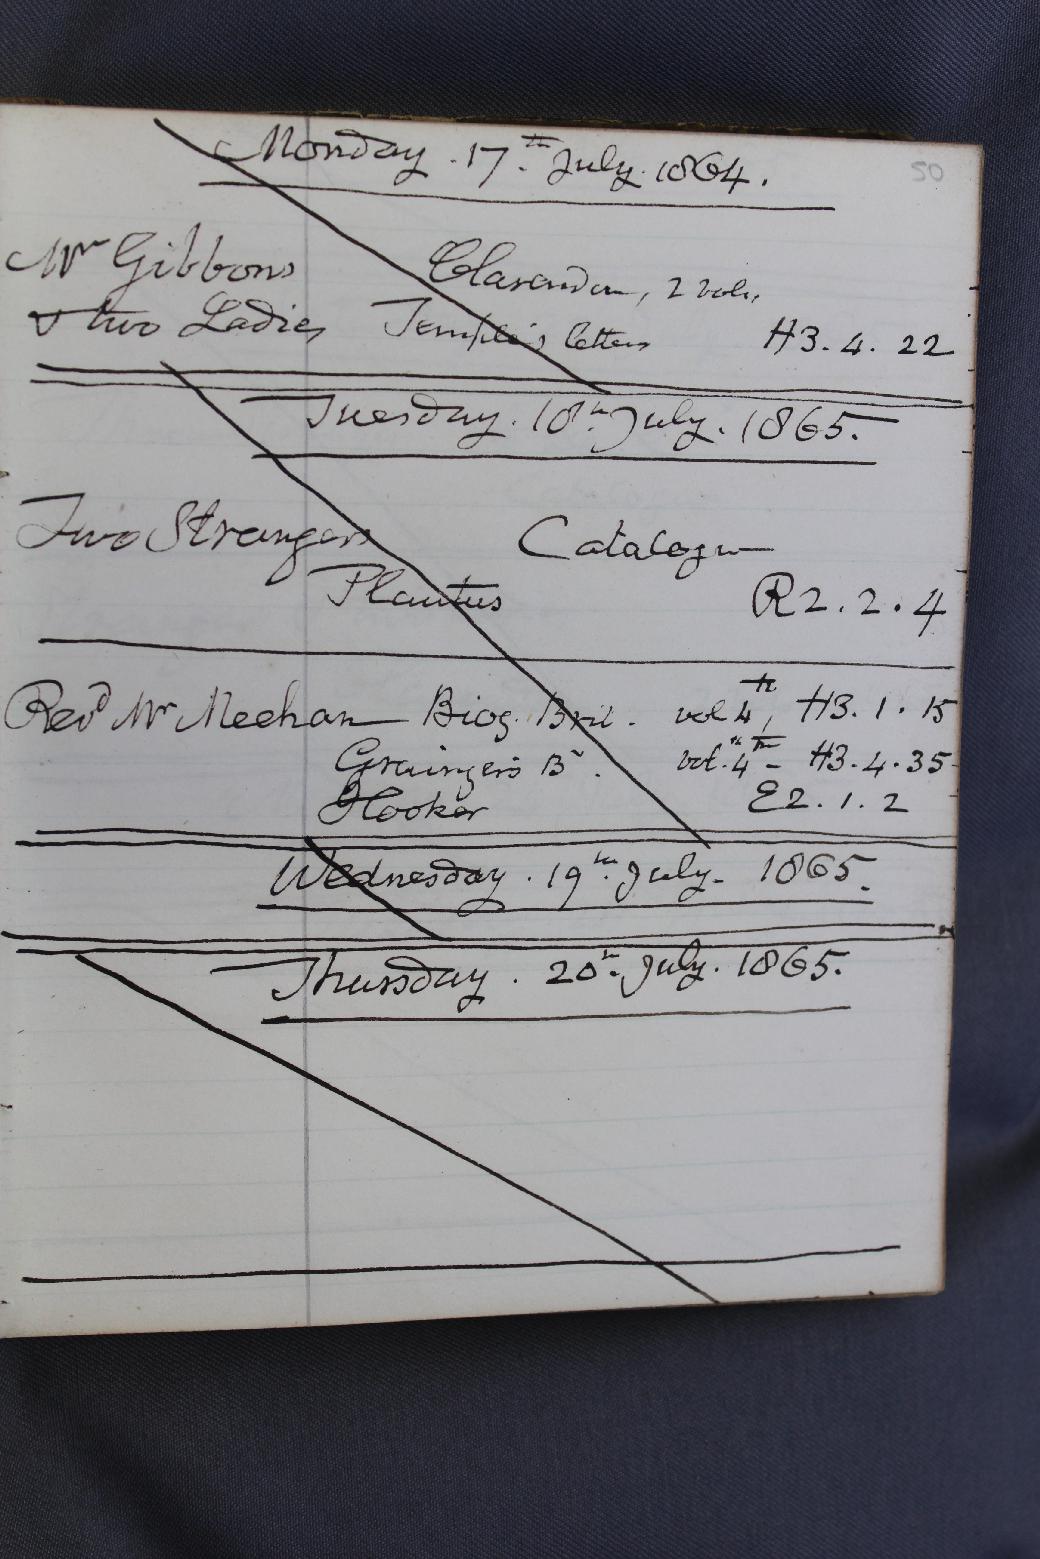 50
Monday. 17.th July. 1864.
Mr Gibbons Clarendon, 2 vols,
& two Ladies Temple's letters H3.4.22
Tuesday. 18th July. 1865.
Two Strangers Catalogue
Plautus R2.2.4
Revd Mr Meehan Biog. Brit. vol 4th, H3.1.15
Grainger's B. vol. 4th - H3.4.35
Hooker E2.1.2
Wednesday. 19th July. 1865.
Thursday. 20th July. 1865.